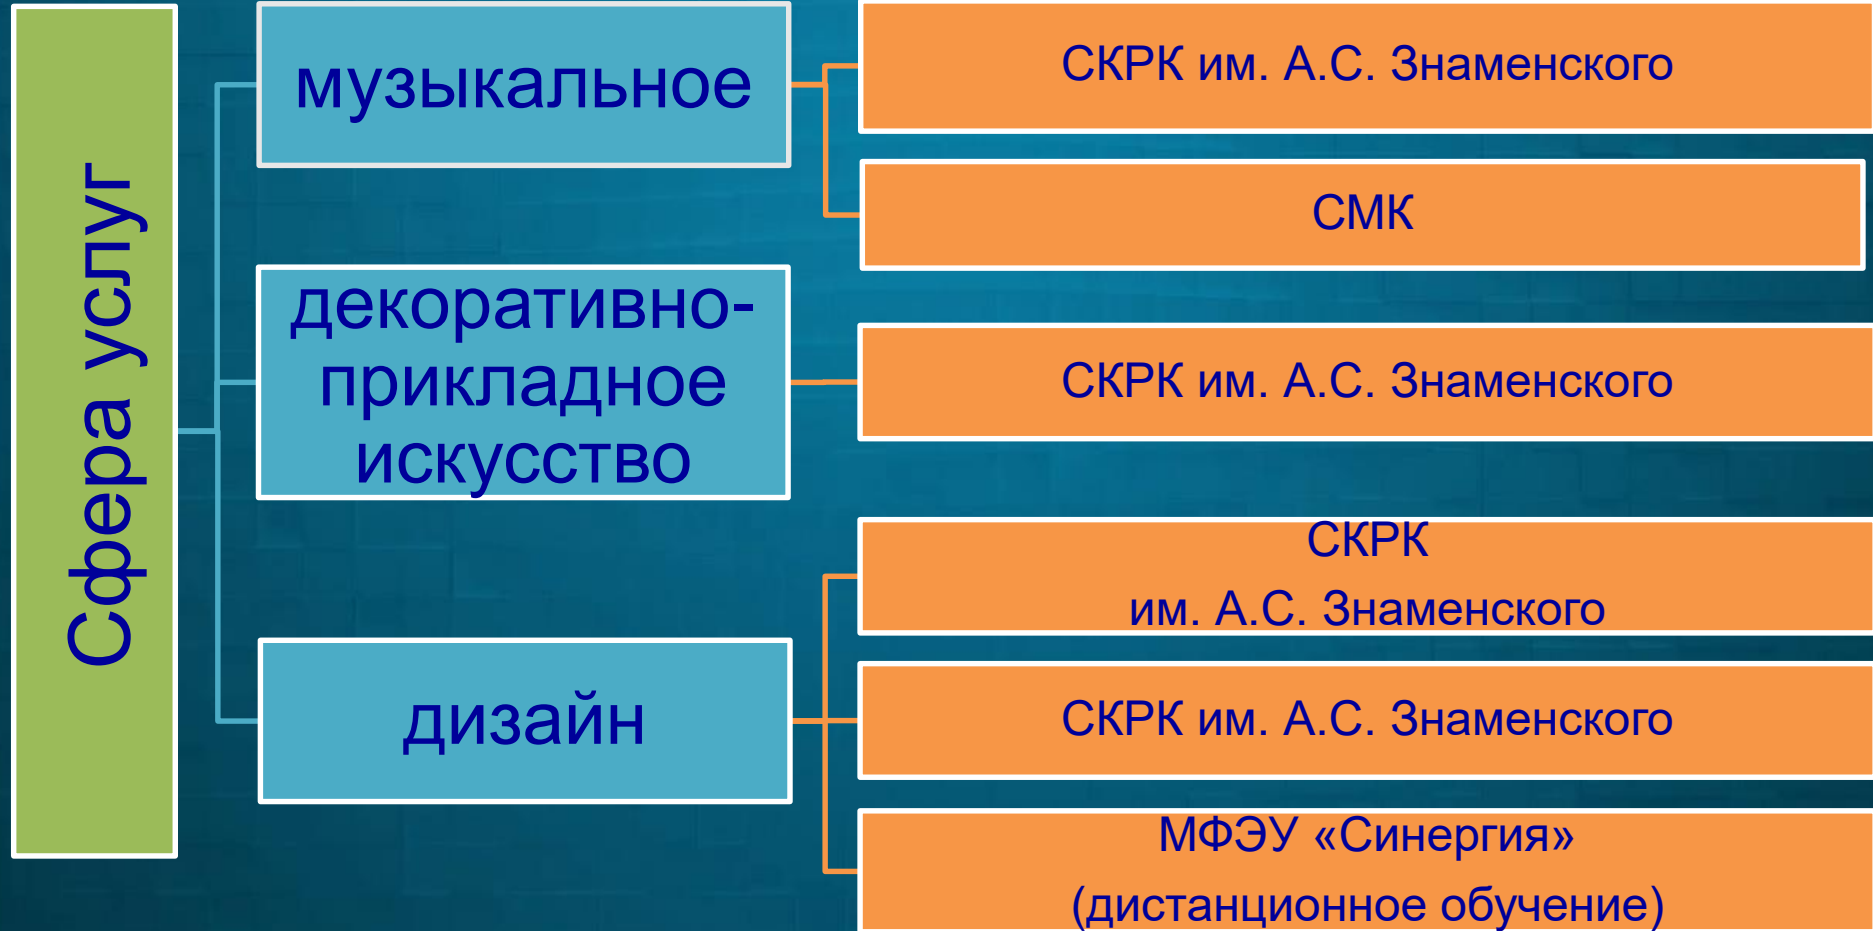 Сфера услуг
музыкальное
СКРК им. А.С. Знаменского
СМК
декоративно-
прикладное
искусство
СКРК им. А.С. Знаменского
дизайн
СКРК
им. А.С. Знаменского
СКРК им. А.С. Знаменского
МФЭУ «Синергия»
(дистанционное обучение)